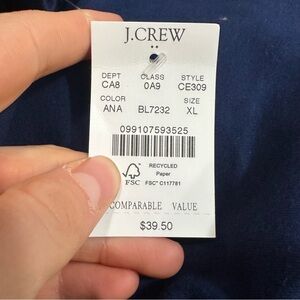 J.CREW
DEPT CLASS STYLE
CA8 0A9 CE309
COLOR SIZE
ANA BL7232 XL
099107593525
RECYCLED
Paper
FSC FSC® C117781
COMPARABLE VALUE
$39.50